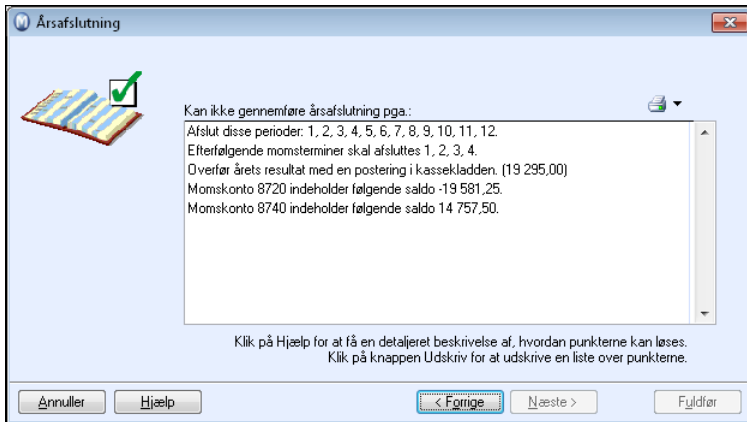 Årsafslutning
Kan ikke gennemføre årsafslutning pga.:
Afslut disse perioder: 1, 2, 3, 4, 5, 6, 7, 8, 9, 10, 11, 12.
Efterfølgende momsterminer skal afsluttes 1, 2, 3, 4.
Overfør årets resultat med en postering i kassekladden. (19 295,00)
Momskonto 8720 indeholder følgende saldo -19 581,25.
Momskonto 8740 indeholder følgende saldo 14 757,50.
Klik på Hjælp for at få en detaljeret beskrivelse af, hvordan punkterne kan løses.
Klik på knappen Udskriv for at udskrive en liste over punkterne.
Annuller Hjælp < Forrige Næste > Fuldfør